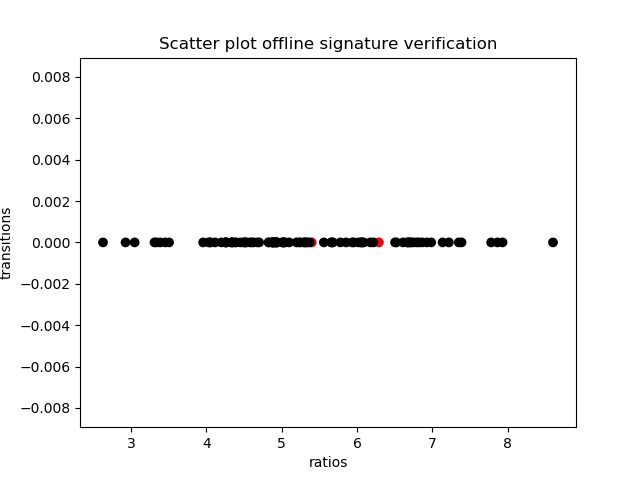 Scatter plot offline signature verification
0.008
0.006
0.004
0.002
0.000
−0.002
−0.004
−0.006
−0.008
transitions
3 4 5 6 7 8
ratios